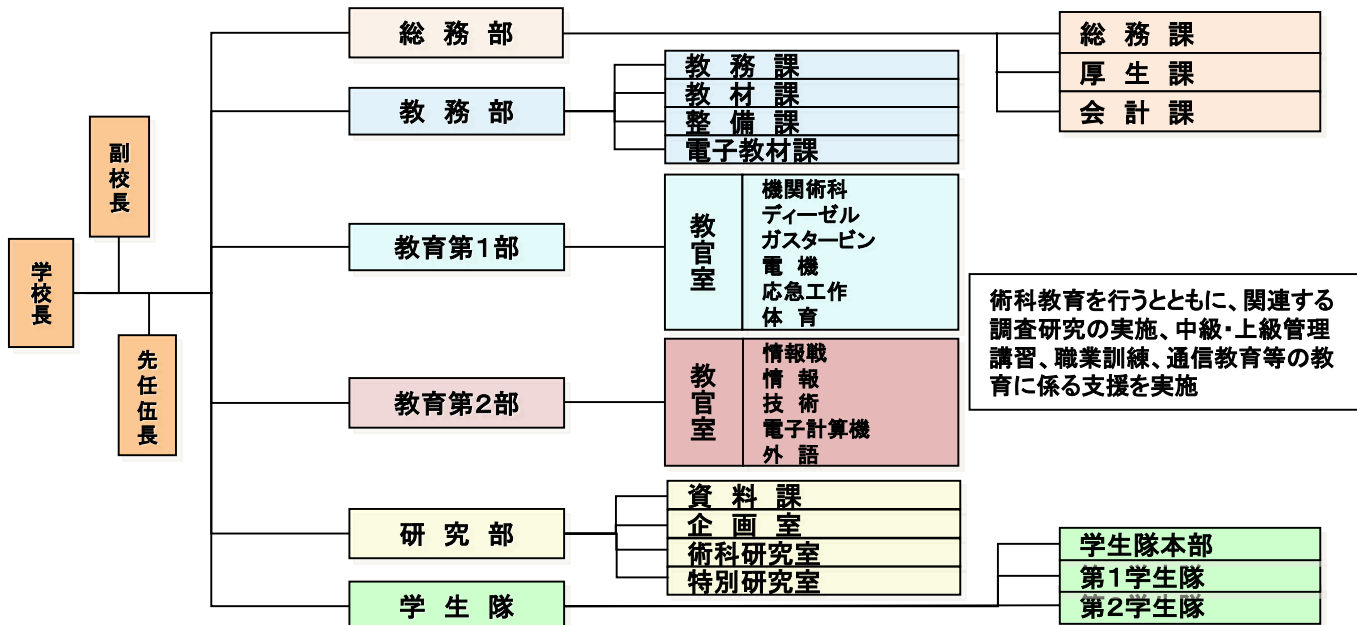 学校長
副校長
先任伍長
総務部
総務課
厚生課
会計課
教務部
教務課
教材課
整備課
電子教材課
教育第1部
教官室
機関術科
ディーゼル
ガスタービン
電機
応急工作
体育
教育第2部
教官室
情報戦
情報
技術
電子計算機
外語
術科教育を行うとともに、関連する
調査研究の実施、中級・上級管理
講習、職業訓練、通信教育等の教
育に係る支援を実施
研究部
資料課
企画室
術科研究室
特別研究室
学生隊
学生隊本部
第1学生隊
第2学生隊